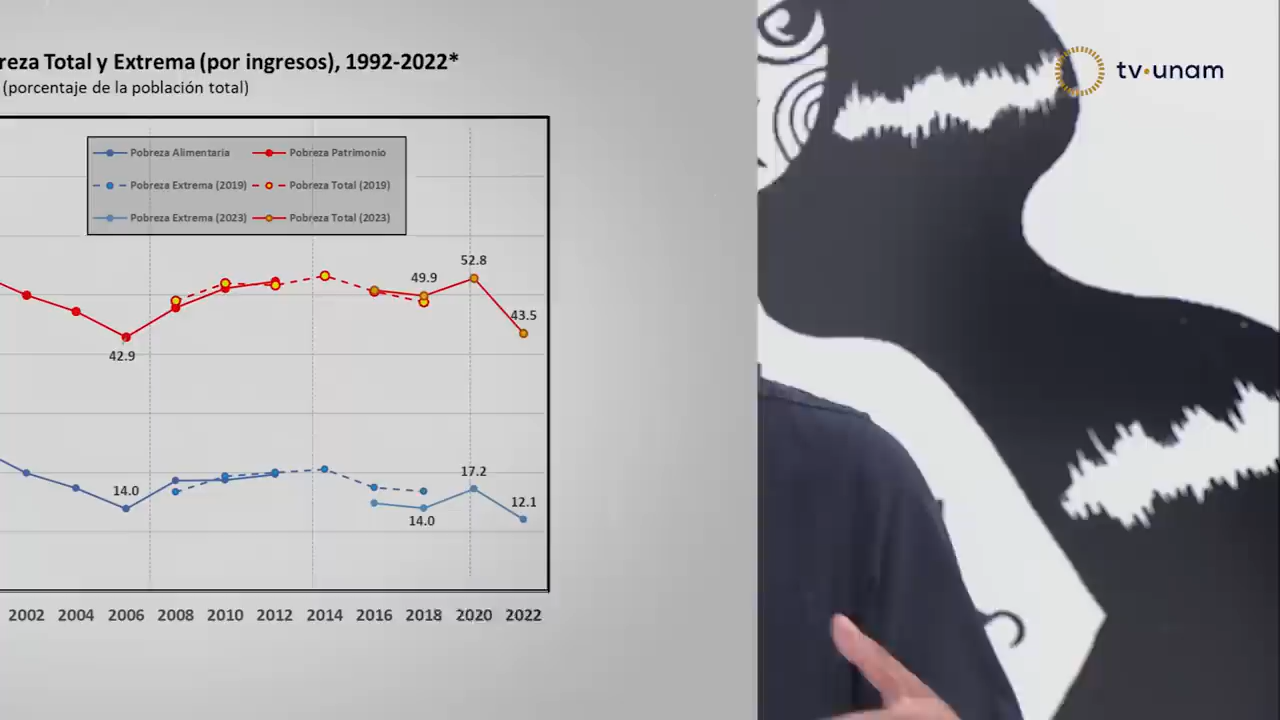 reza Total y Extrema (por ingresos), 1992-2022*
(porcentaje de la población total)
tv·unam
Pobreza Alimentaria
Pobreza Patrimonio
Pobreza Extrema (2019)
Pobreza Total (2019)
Pobreza Extrema (2023)
Pobreza Total (2023)
52.8
49.9
43.5
42.9
17.2
14.0
12.1
14.0
2002 2004 2006 2008 2010 2012 2014 2016 2018 2020 2022